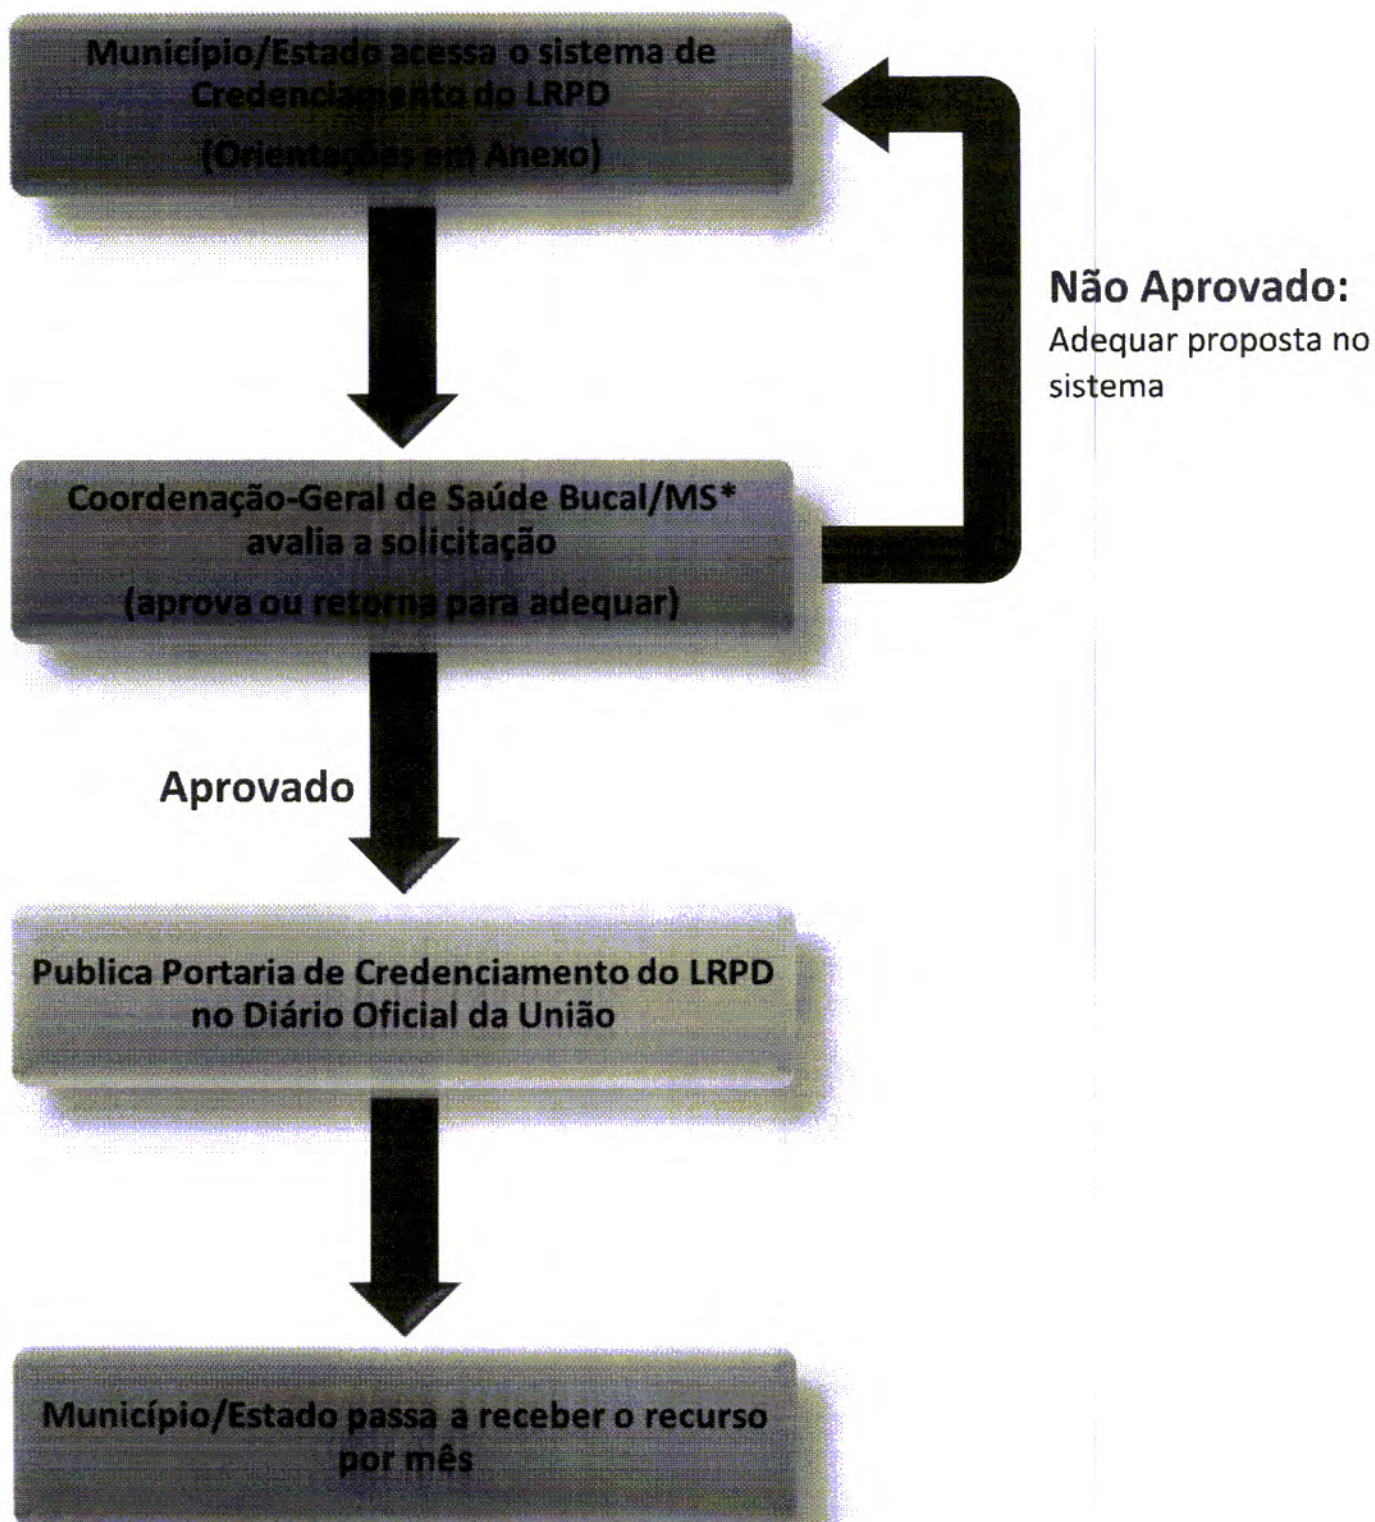 Município/Estado acessa o sistema de
Credenciamento do LRPD
(Orientações em Anexo)
Não Aprovado:
Adequar proposta no
sistema
Coordenação-Geral de Saúde Bucal/MS*
avalia a solicitação
(aprova ou retorna para adequar)
Aprovado
Publica Portaria de Credenciamento do LRPD
no Diário Oficial da União
Município/Estado passa a receber o recurso
por mês